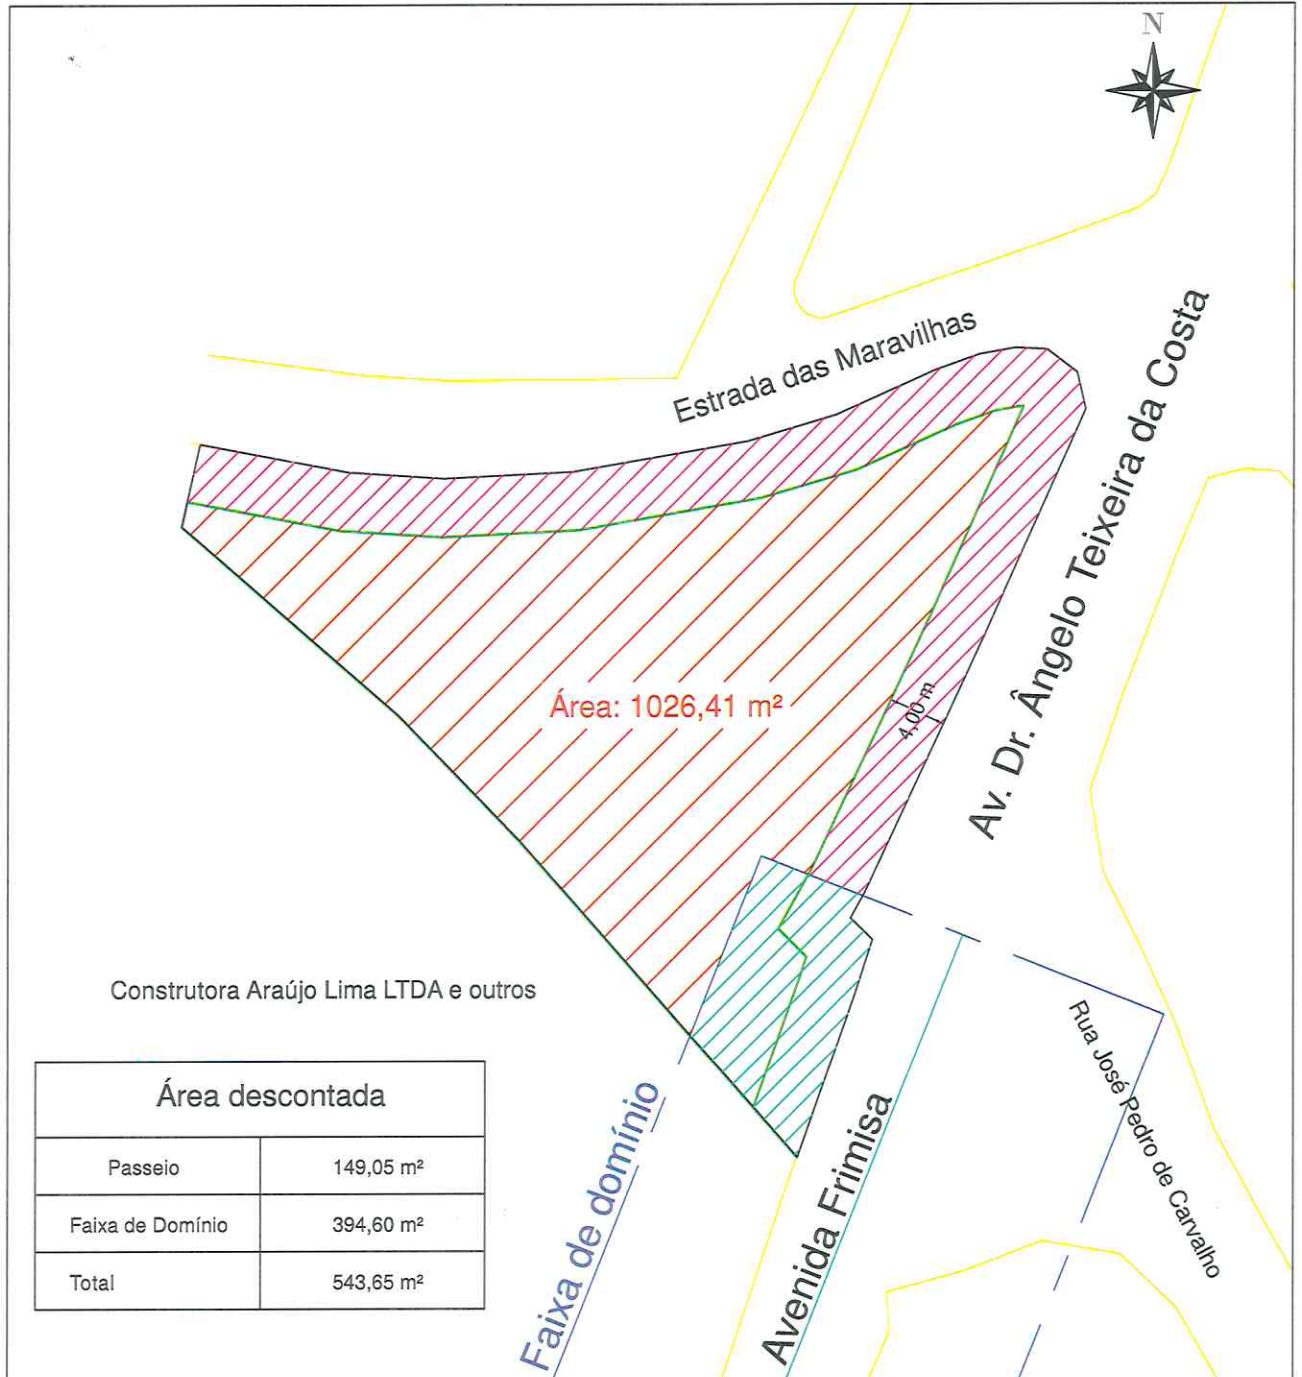 N
Estrada das Maravilhas
Av. Dr. Ângelo Teixeira da Costa
Área: 1026,41 m²
4,00 m
Construtora Araújo Lima LTDA e outros
Rua José Pedro de Carvalho
Área descontada
Passeio 149,05 m²
Faixa de Domínio 394,60 m²
Total 543,65 m²
Faixa de domínio
Avenida Frimisa